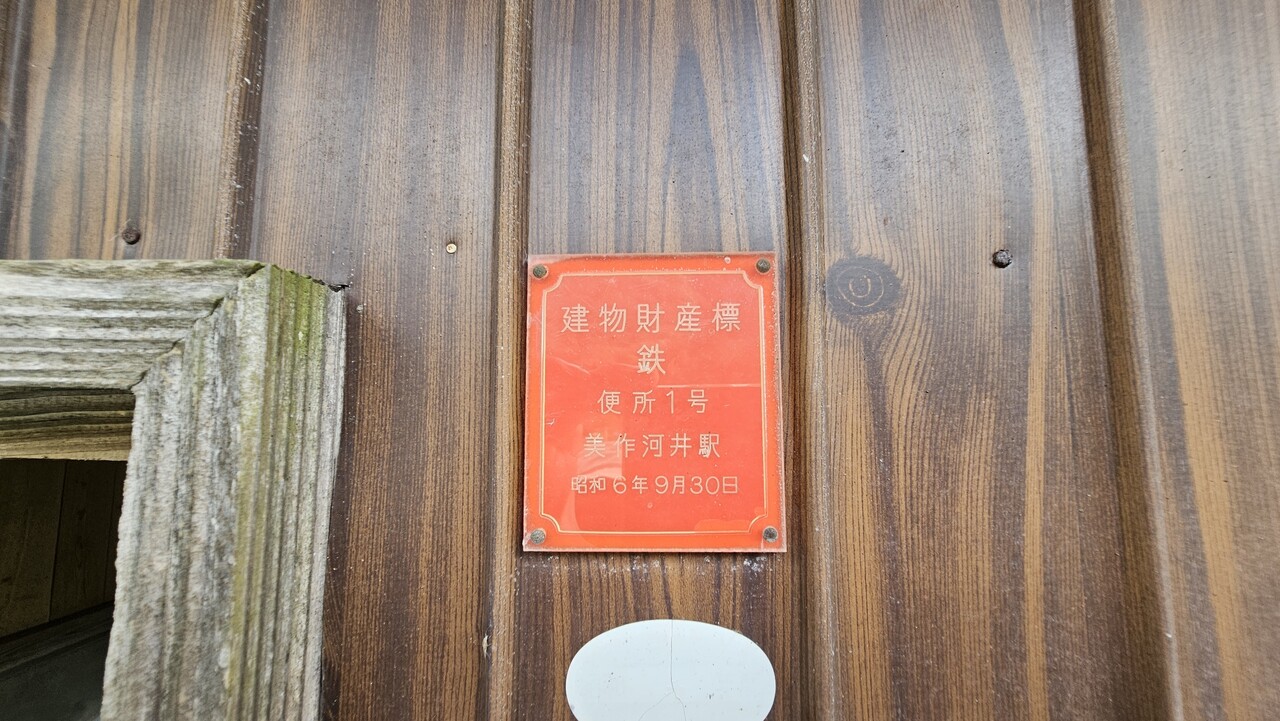 建物財産標
鉄
便所1号
美作河井駅
昭和6年9月30日